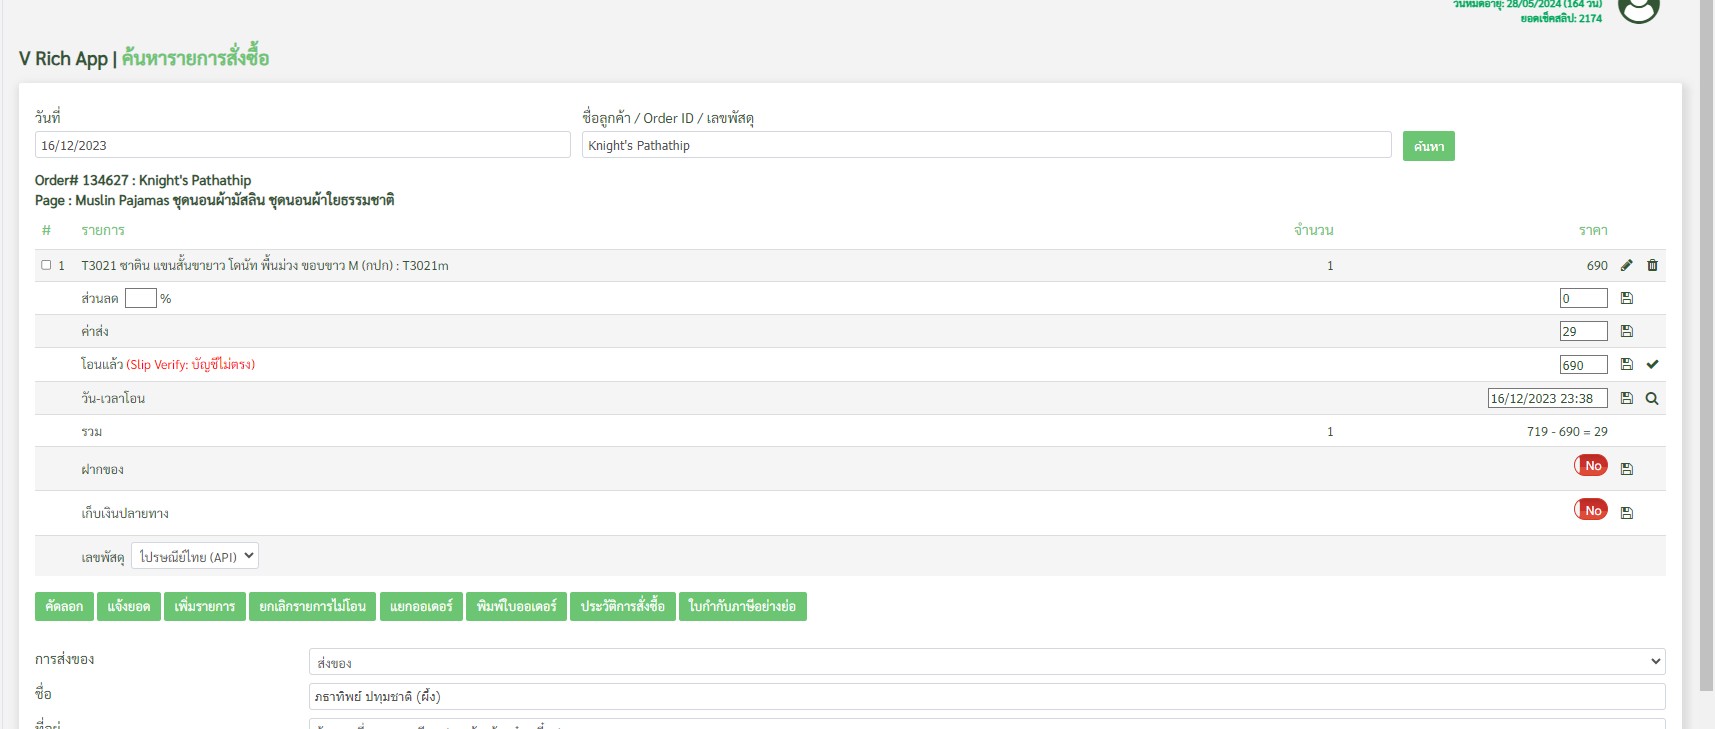 วันหมดอายุ: 28/05/2024 (164 วัน)
ยอดเช็คสลิป: 2174
V Rich App | ค้นหารายการสั่งซื้อ
วันที่
ชื่อลูกค้า / Order ID / เลขพัสดุ
16/12/2023
Knight's Pathathip
ค้นหา
Order# 134627 : Knight's Pathathip
Page : Muslin Pajamas ชุดนอนผ้ามัสลิน ชุดนอนผ้าใยธรรมชาติ
# รายการ จำนวน ราคา
1 T3021 ซาติน แขนสั้นขายาว โดนัท พื้นม่วง ขอบขาว M (กปก) : T3021m 1 690
ส่วนลด % 0
ค่าส่ง 29
โอนแล้ว (Slip Verify: บัญชีไม่ตรง) 690
วัน-เวลาโอน 16/12/2023 23:38
รวม 1 719 - 690 = 29
ฝากของ No
เก็บเงินปลายทาง No
เลขพัสดุ ไปรษณีย์ไทย (API)
คัดลอก แจ้งยอด เพิ่มรายการ ยกเลิกรายการไม่โอน แยกออเดอร์ พิมพ์ใบออเดอร์ ประวัติการสั่งซื้อ ใบกำกับภาษีอย่างย่อ
การส่งของ ส่งของ
ชื่อ ภธาทิพย์ ปทุมชาติ (ผึ้ง)
ที่อยู่